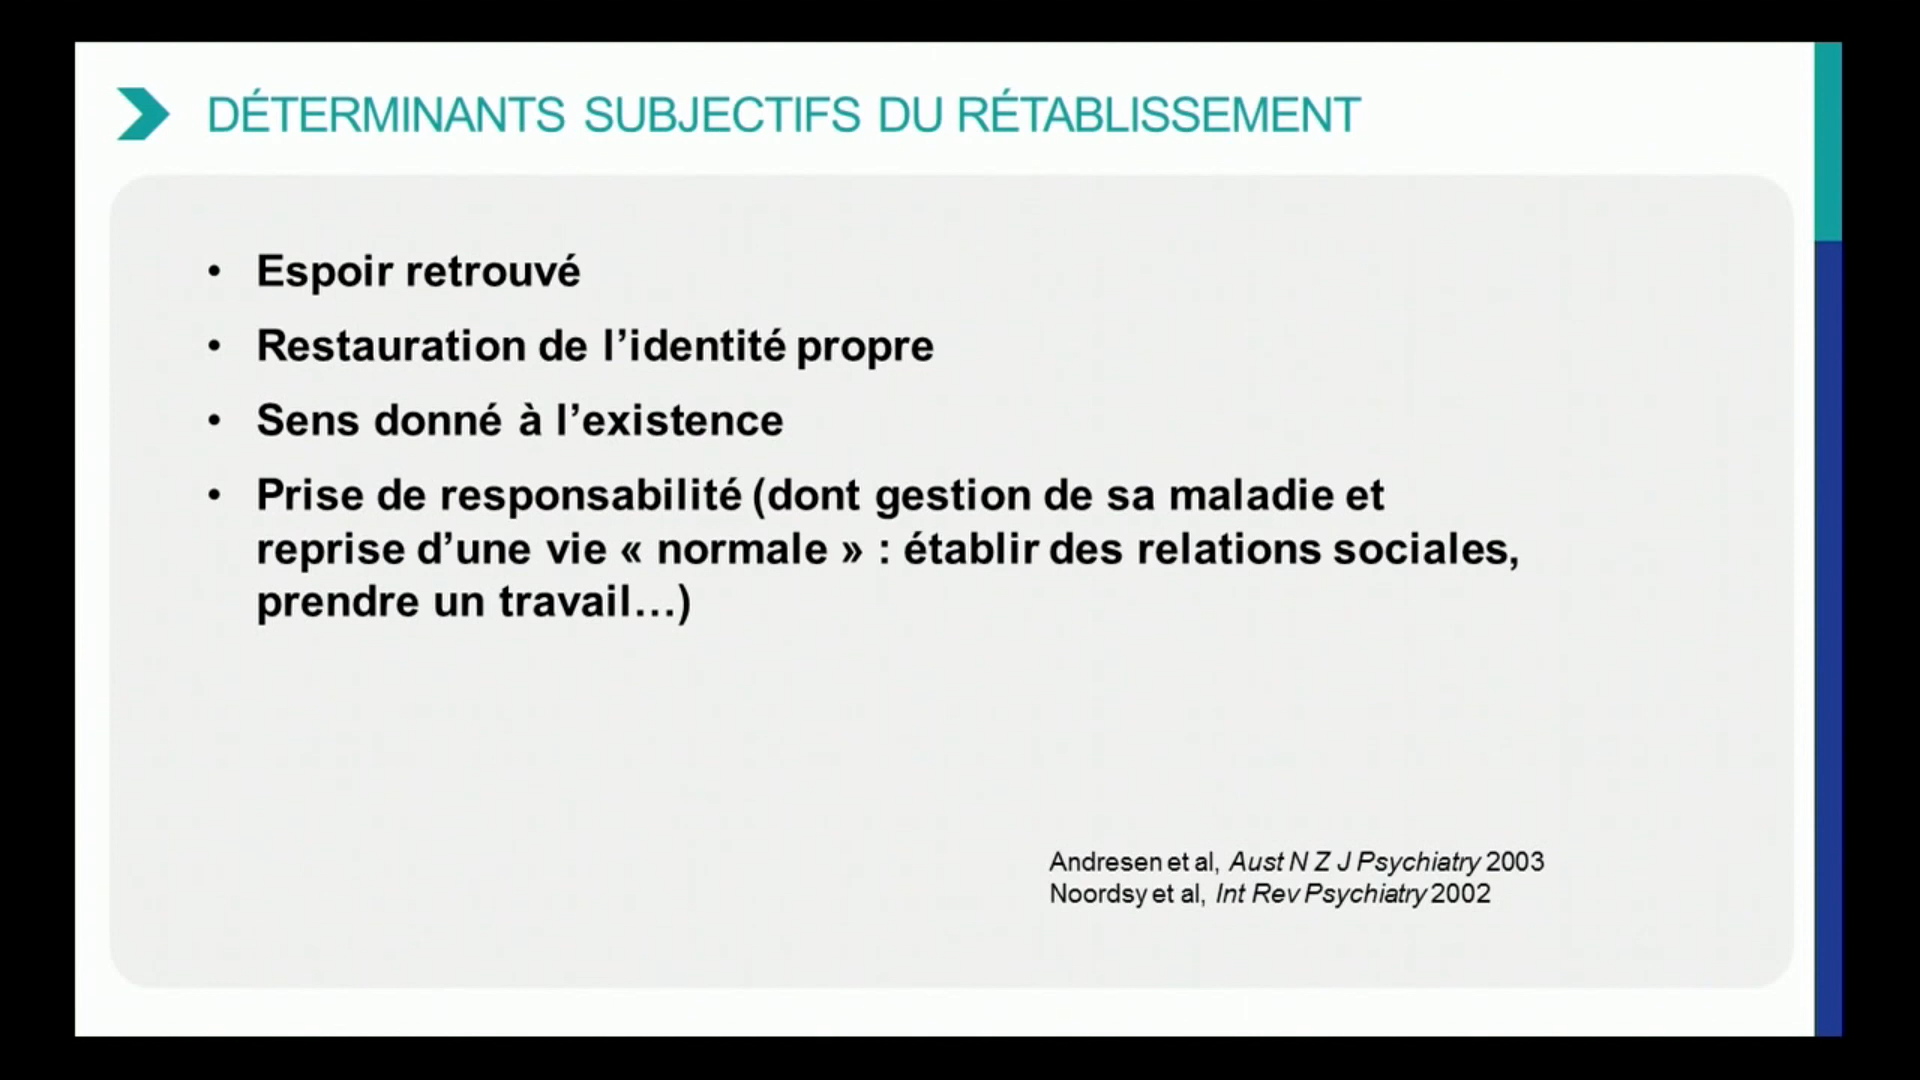 DÉTERMINANTS SUBJECTIFS DU RÉTABLISSEMENT
• Espoir retrouvé
• Restauration de l’identité propre
• Sens donné à l’existence
• Prise de responsabilité (dont gestion de sa maladie et
reprise d’une vie « normale » : établir des relations sociales,
prendre un travail…)
Andresen et al, Aust N Z J Psychiatry 2003
Noordsy et al, Int Rev Psychiatry 2002